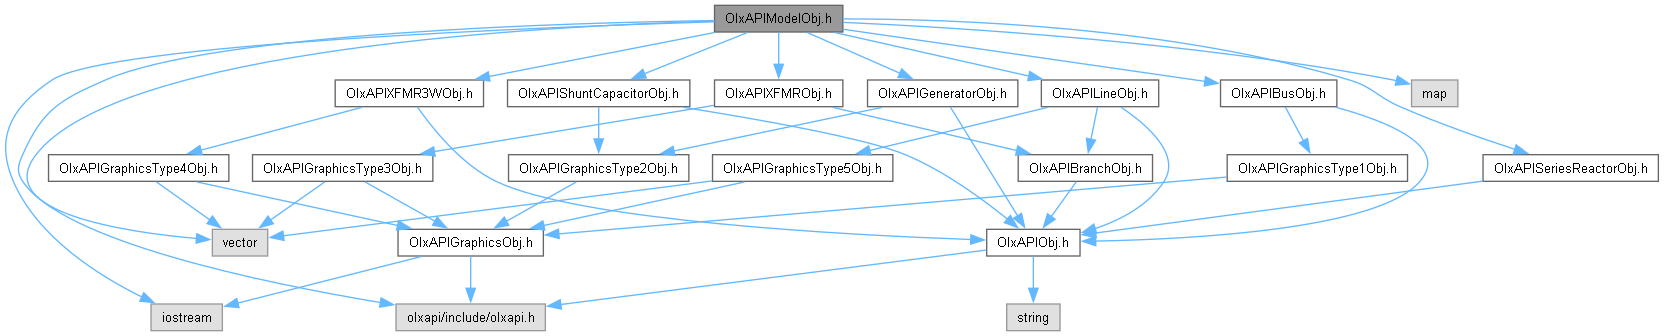 OlxAPIModelObj.h
OlxAPIXFMR3WObj.h
OlxAPIShuntCapacitorObj.h
OlxAPIXFMRObj.h
OlxAPIGeneratorObj.h
OlxAPILineObj.h
OlxAPIBusObj.h
map
OlxAPIGraphicsType4Obj.h
OlxAPIGraphicsType3Obj.h
OlxAPIGraphicsType2Obj.h
OlxAPIGraphicsType5Obj.h
OlxAPIBranchObj.h
OlxAPIGraphicsType1Obj.h
OlxAPISeriesReactorObj.h
vector
OlxAPIGraphicsObj.h
OlxAPIObj.h
iostream
olxapi/include/olxapi.h
string